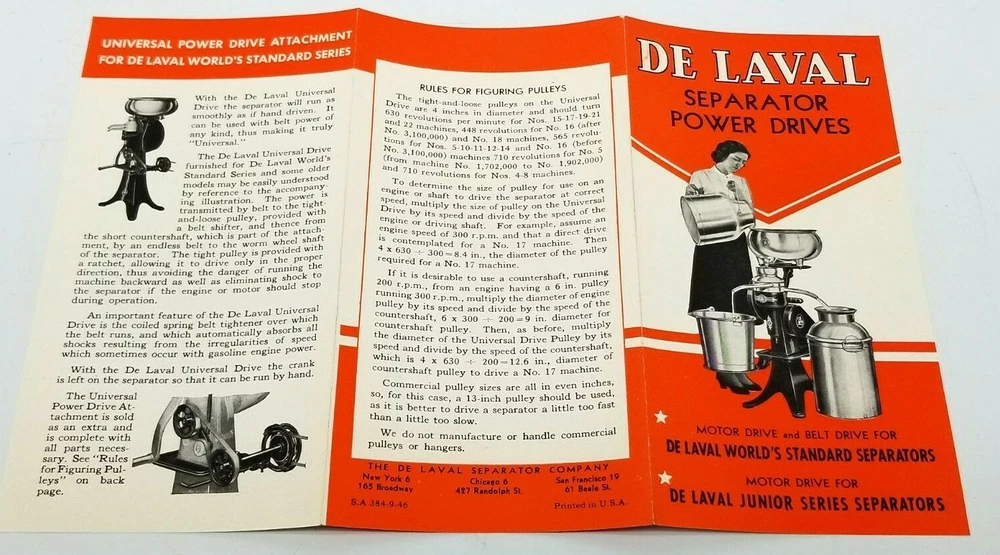 UNIVERSAL POWER DRIVE ATTACHMENT
FOR DE LAVAL WORLD'S STANDARD SERIES
With the De Laval Universal
Drive the separator will run as
smoothly as if hand driven. It
can be used with belt power of
any kind, thus making it truly
"Universal."
The De Laval Universal Drive
furnished for De Laval World's
Standard Series and some older
models may be easily understood
by reference to the accompany-
ing illustration. The power is
transmitted by belt to the tight-
and-loose pulley, provided with
a belt shifter, and thence from
the short countershaft, which is part of the attach-
ment, by an endless belt to the worm wheel shaft
of the separator. The tight pulley is provided with
a ratchet, allowing it to drive only in the proper
direction, thus avoiding the danger of running the
machine backward as well as eliminating shock to
the separator if the engine or motor should stop
during operation.
An important feature of the De Laval Universal
Drive is the coiled spring belt tightener over which
the belt runs, and which automatically absorbs all
shocks resulting from the irregularities of speed
which sometimes occur with gasoline engine power.
With the De Laval Universal Drive the crank
is left on the separator so that it can be run by hand.
The Universal
Power Drive At-
tachment is sold
as an extra and
is complete with
all parts neces-
sary. See "Rules
for Figuring Pul-
leys" on back
page.
RULES FOR FIGURING PULLEYS
The tight-and-loose pulleys on the Universal
Drive are 4 inches in diameter and should turn
630 revolutions per minute for Nos. 15-17-19-21
and 22 machines, 448 revolutions for No. 16 (after
No. 3,100,000) and No. 18 machines, 565 revolu-
tions for Nos. 5-10-11-12-14 and No. 16 (before
No. 3,100,000) machines 710 revolutions for No. 5
(from machine No. 1,702,000 to No. 1,902,000)
and 710 revolutions for Nos. 4-8 machines.
To determine the size of pulley for use on an
engine or shaft to drive the separator at correct
speed, multiply the size of pulley on the Universal
Drive by its speed and divide by the speed of the
engine or driving shaft. For example, assume an
engine speed of 300 r.p.m. and that a direct drive
is contemplated for a No. 17 machine. Then
4 x 630 ÷ 300 = 8.4 in., the diameter of the pulley
required for a No. 17 machine.
If it is desirable to use a countershaft, running
200 r.p.m., from an engine having a 6 in. pulley
running 300 r.p.m., multiply the diameter of engine
pulley by its speed and divide by the speed of the
countershaft, 6 x 300 ÷ 200 = 9 in. diameter for
countershaft pulley. Then, as before, multiply
the diameter of the Universal Drive Pulley by its
speed and divide by the speed of the countershaft,
which is 4 x 630 ÷ 200 = 12.6 in., diameter of
countershaft pulley to drive a No. 17 machine.
Commercial pulley sizes are all in even inches,
so, for this case, a 13-inch pulley should be used,
as it is better to drive a separator a little too fast
than a little too slow.
We do not manufacture or handle commercial
pulleys or hangers.
THE DE LAVAL SEPARATOR COMPANY
New York 6 Chicago 6 San Francisco 19
165 Broadway 427 Randolph St. 61 Beale St.
S.A 384-9-46 Printed in U.S.A.
DE LAVAL
SEPARATOR
POWER DRIVES
MOTOR DRIVE and BELT DRIVE FOR
DE LAVAL WORLD'S STANDARD SEPARATORS
MOTOR DRIVE FOR
DE LAVAL JUNIOR SERIES SEPARATORS